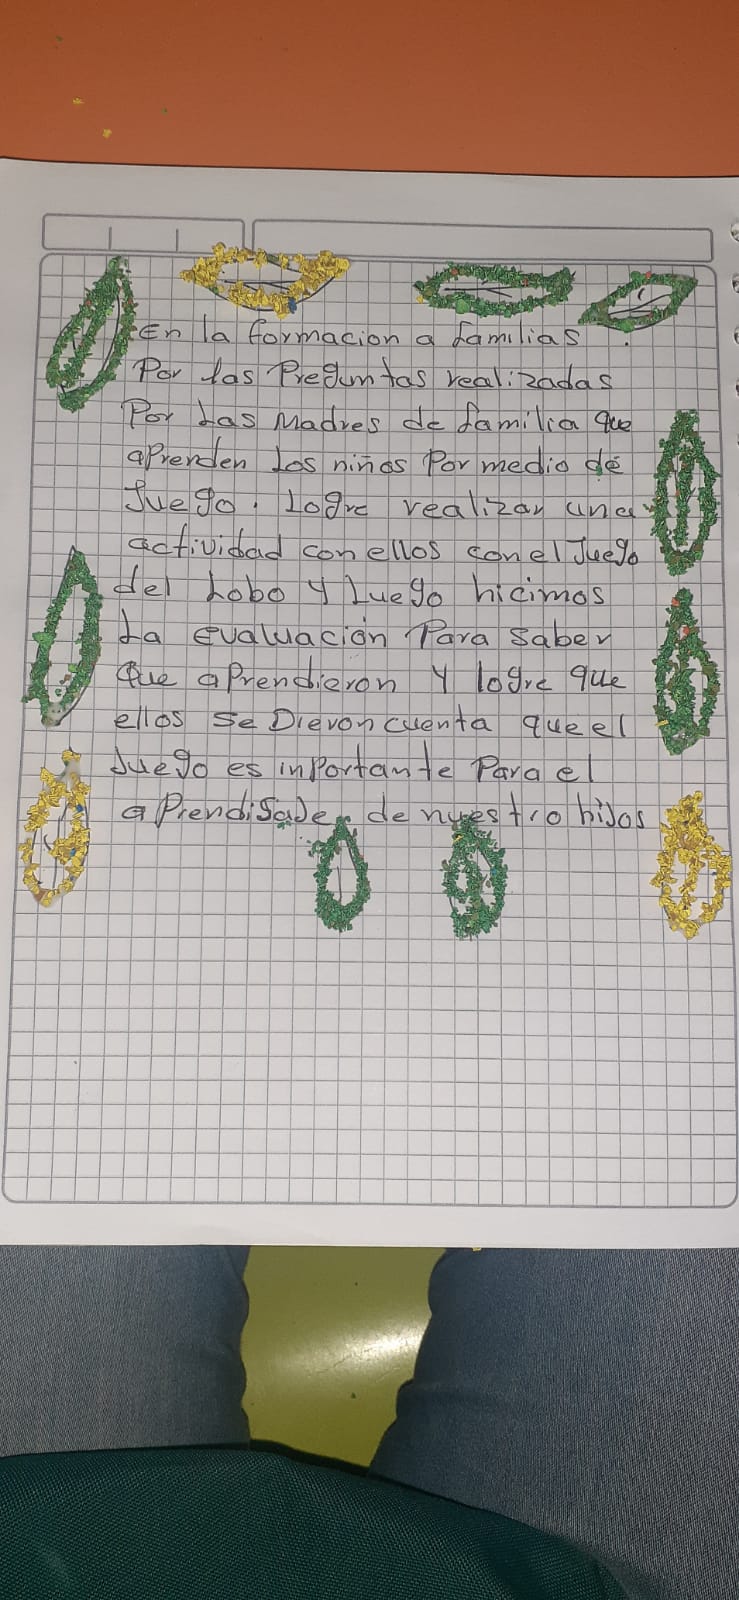 En la formacion a familias .
Por las Preguntas realizadas
Por Las Madres de familia que
aPrenden Los niños Por medio de
Juego. Logre realizar una
actividad con ellos con el Juego
del Lobo y Luego hicimos
La evaluación Para saber
Que aPrendieron Y logre que
ellos se Dieron cuenta que el
Juego es inPortante Para el
aPrendisaJe de nuestro hiJos